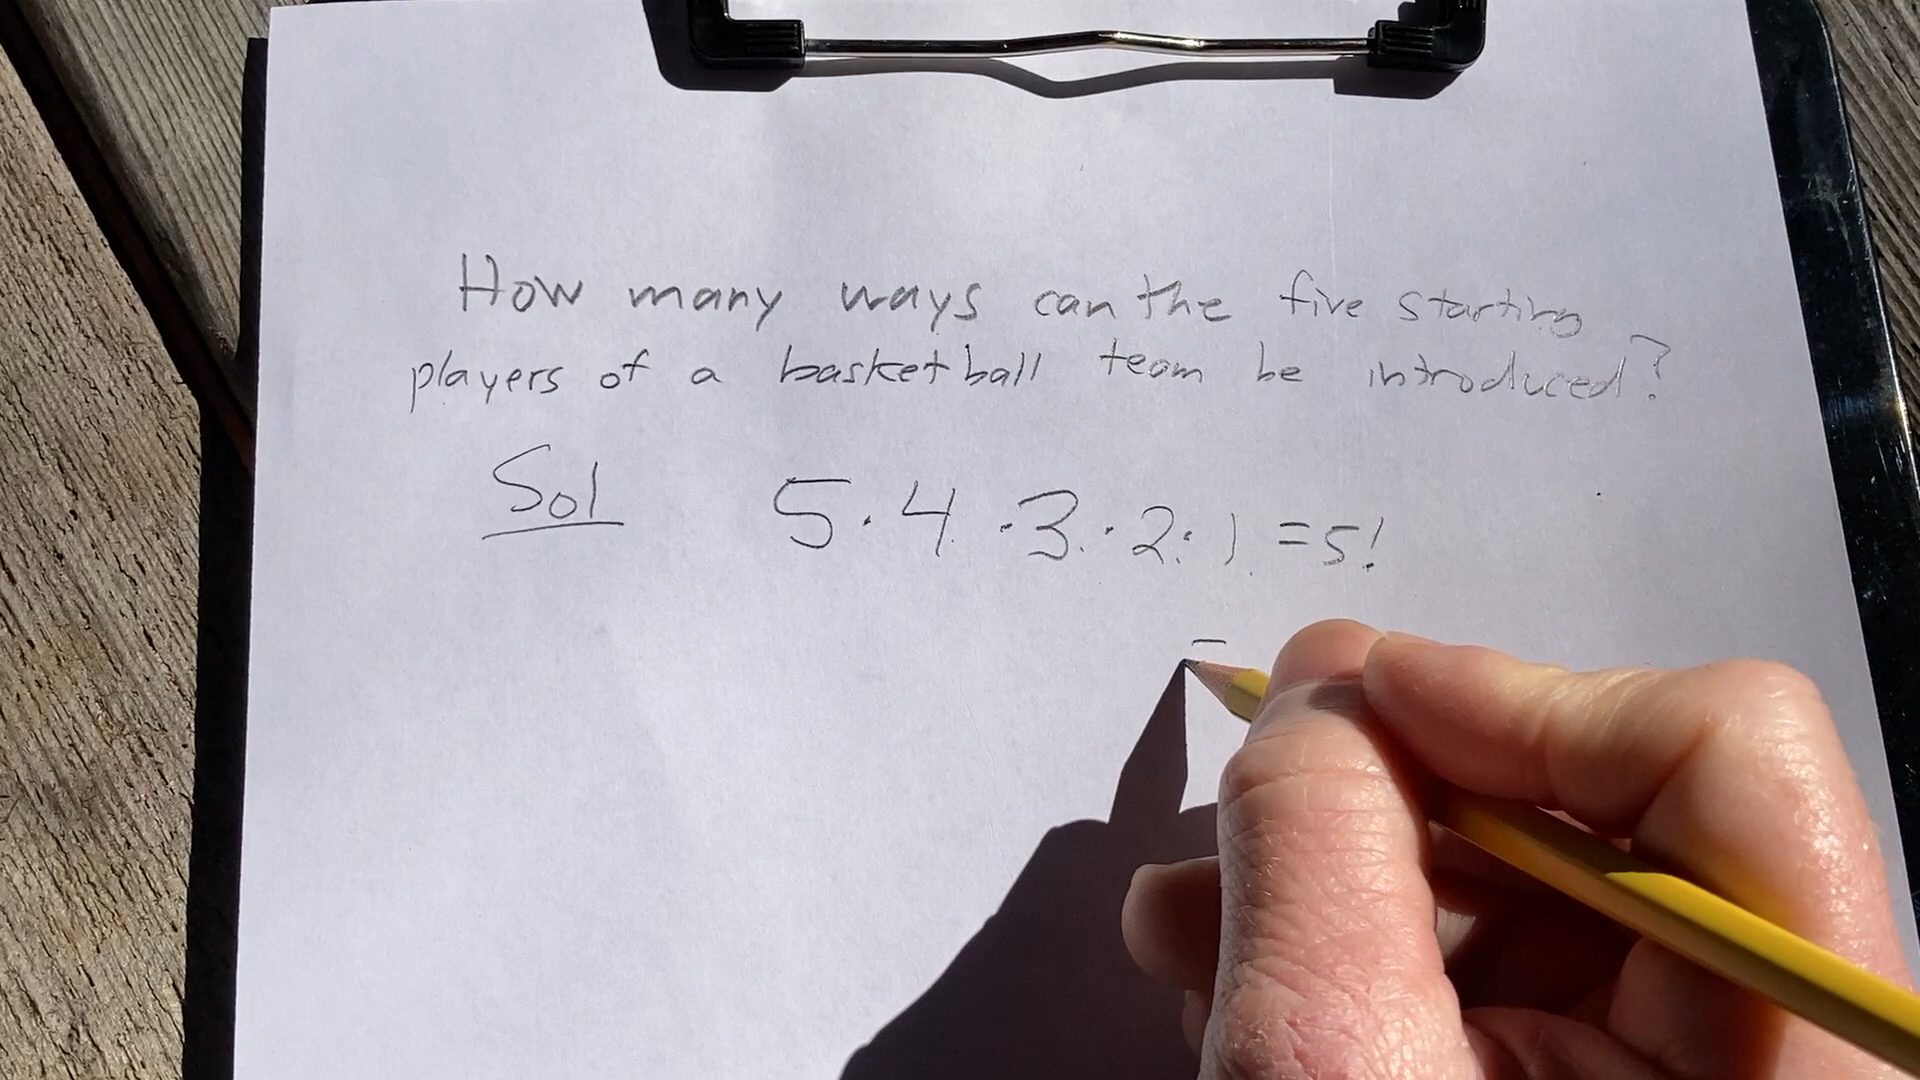 How many ways can the five starting
players of a basketball team be introduced?
Sol 5·4·3·2·1 = 5!